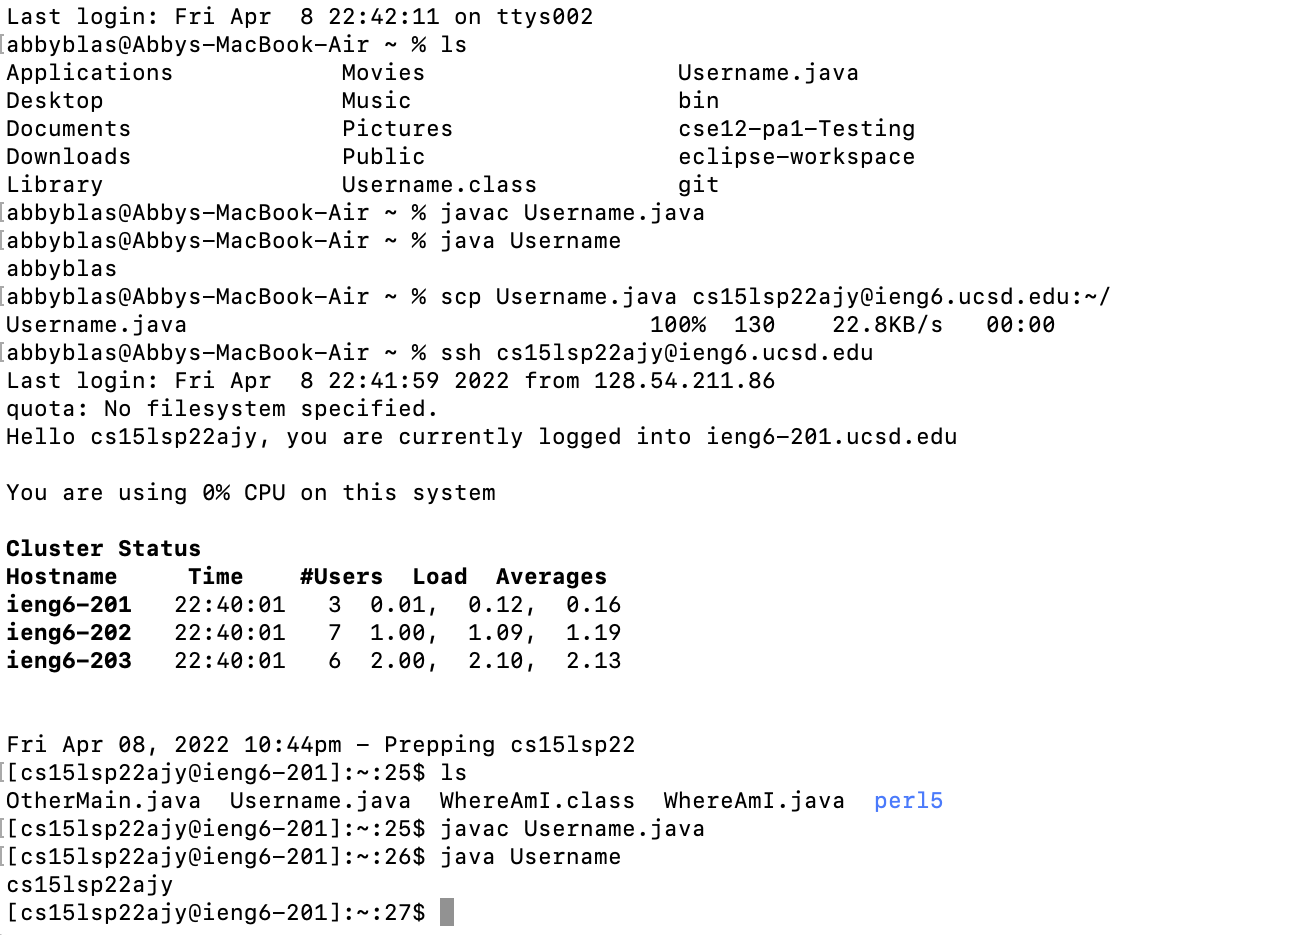 Last login: Fri Apr  8 22:42:11 on ttys002
[abbyblas@Abbys-MacBook-Air ~ % ls
Applications            Movies                  Username.java
Desktop                 Music                   bin
Documents               Pictures                cse12-pa1-Testing
Downloads               Public                  eclipse-workspace
Library                 Username.class          git
[abbyblas@Abbys-MacBook-Air ~ % javac Username.java
[abbyblas@Abbys-MacBook-Air ~ % java Username
abbyblas
[abbyblas@Abbys-MacBook-Air ~ % scp Username.java cs15lsp22ajy@ieng6.ucsd.edu:~/
Username.java                                 100%  130    22.8KB/s   00:00
[abbyblas@Abbys-MacBook-Air ~ % ssh cs15lsp22ajy@ieng6.ucsd.edu
Last login: Fri Apr  8 22:41:59 2022 from 128.54.211.86
quota: No filesystem specified.
Hello cs15lsp22ajy, you are currently logged into ieng6-201.ucsd.edu
You are using 0% CPU on this system
Cluster Status
Hostname     Time    #Users  Load  Averages
ieng6-201   22:40:01   3  0.01,  0.12,  0.16
ieng6-202   22:40:01   7  1.00,  1.09,  1.19
ieng6-203   22:40:01   6  2.00,  2.10,  2.13
Fri Apr 08, 2022 10:44pm - Prepping cs15lsp22
[[cs15lsp22ajy@ieng6-201]:~:25$ ls
OtherMain.java  Username.java  WhereAmI.class  WhereAmI.java  perl5
[[cs15lsp22ajy@ieng6-201]:~:25$ javac Username.java
[[cs15lsp22ajy@ieng6-201]:~:26$ java Username
cs15lsp22ajy
[cs15lsp22ajy@ieng6-201]:~:27$